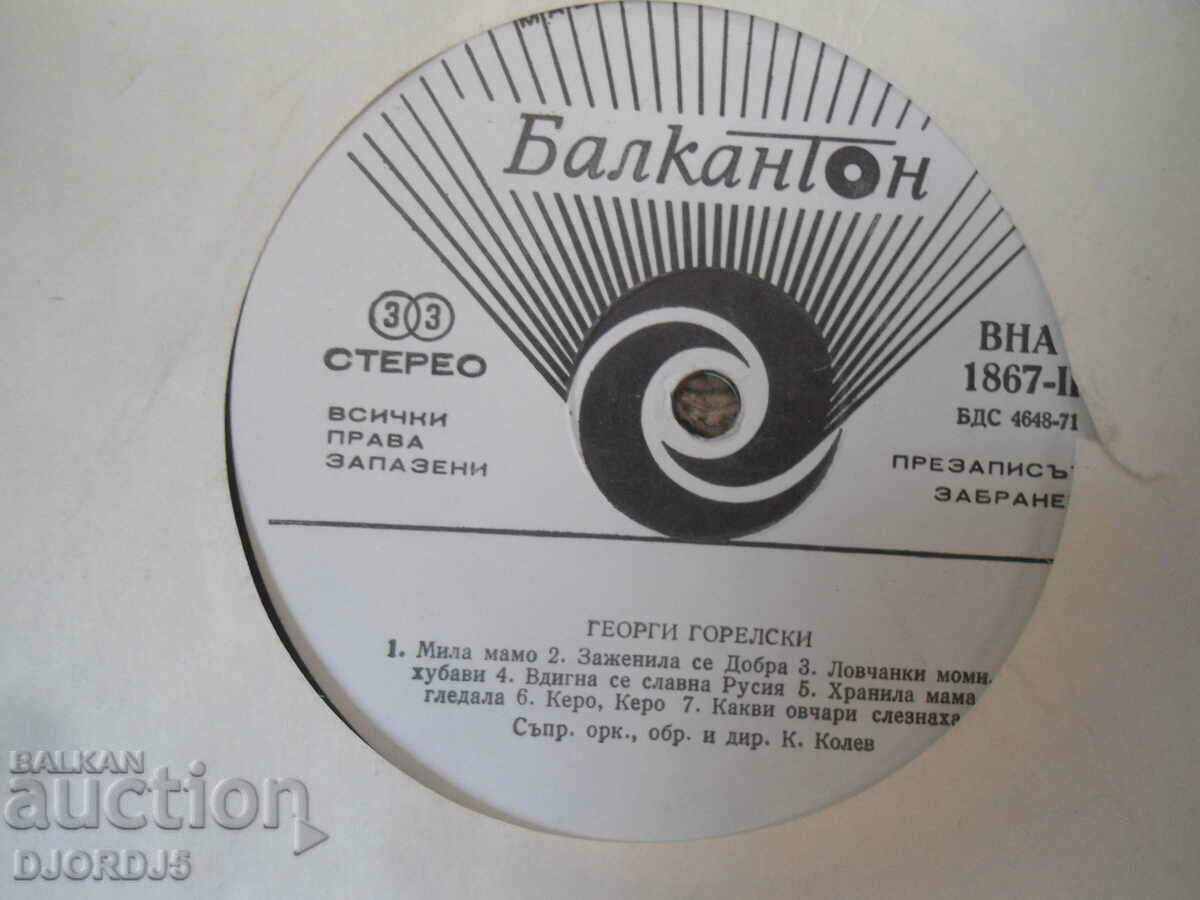 Балкантон
33
СТЕРЕО
ВСИЧКИ
ПРАВА
ЗАПАЗЕНИ
ВНА
1867-II
БДС 4648-71
ПРЕЗАПИСЪТ
ЗАБРАНЕ
ГЕОРГИ ГОРЕЛСКИ
1. Мила мамо 2. Заженила се Добра 3. Ловчанки моми,
хубави 4. Вдигна се славна Русия 5. Хранила мама
гледала 6. Керо, Керо 7. Какви овчари слезнаха
Съпр. орк., обр. и дир. К. Колев
BALKAN
auction
DJORDJ5